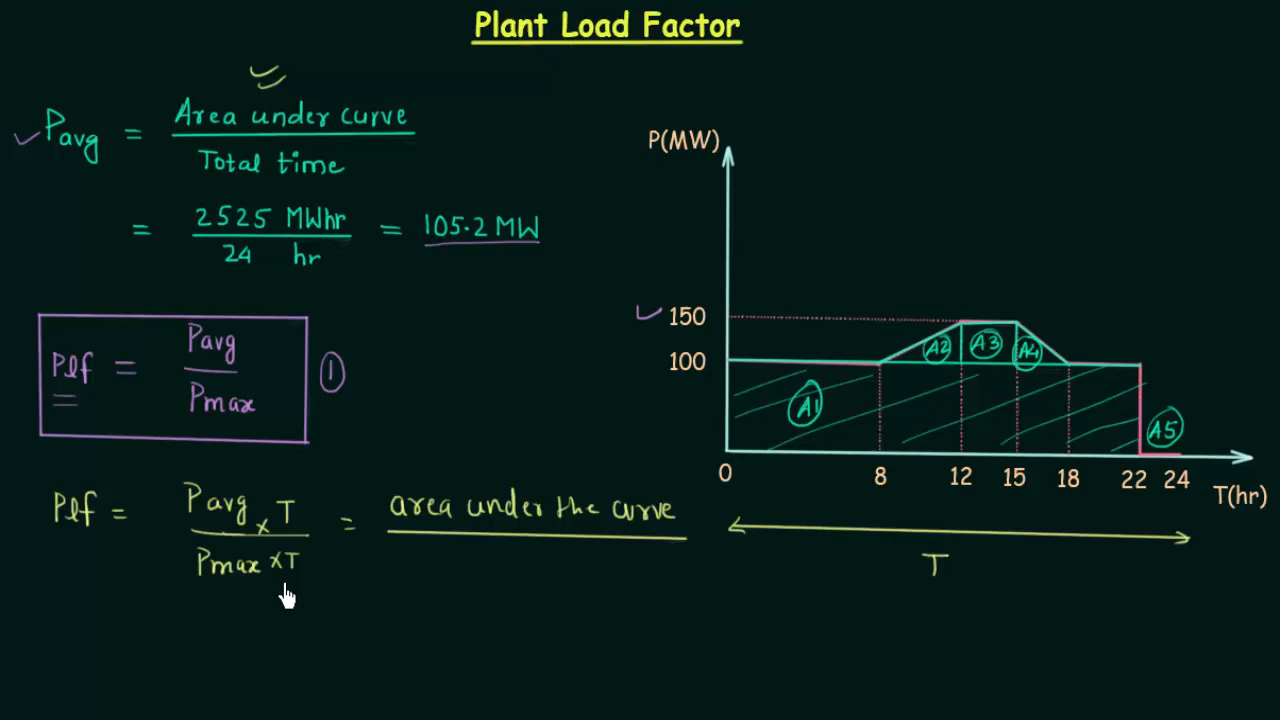 Plant Load Factor
Pavg = Area under curve / Total time
= 2525 MWhr / 24 hr = 105.2 MW
Plf = Pavg / Pmax ①
Plf = Pavg × T / Pmax × T = area under the curve
P(MW)
150
100
A1
A2
A3
A4
A5
0 8 12 15 18 22 24 T(hr)
T